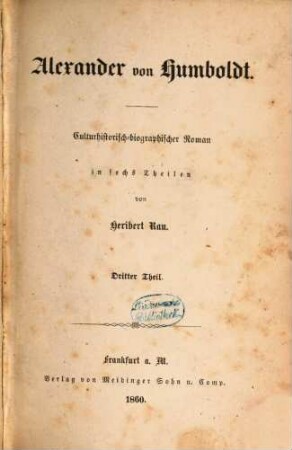 Alexander von Humboldt.
Culturhistorisch-biographischer Roman
in sechs Theilen
von
Heribert Rau.
Dritter Theil.
Frankfurt a. M.
Verlag von Meidinger Sohn u. Comp.
1860.